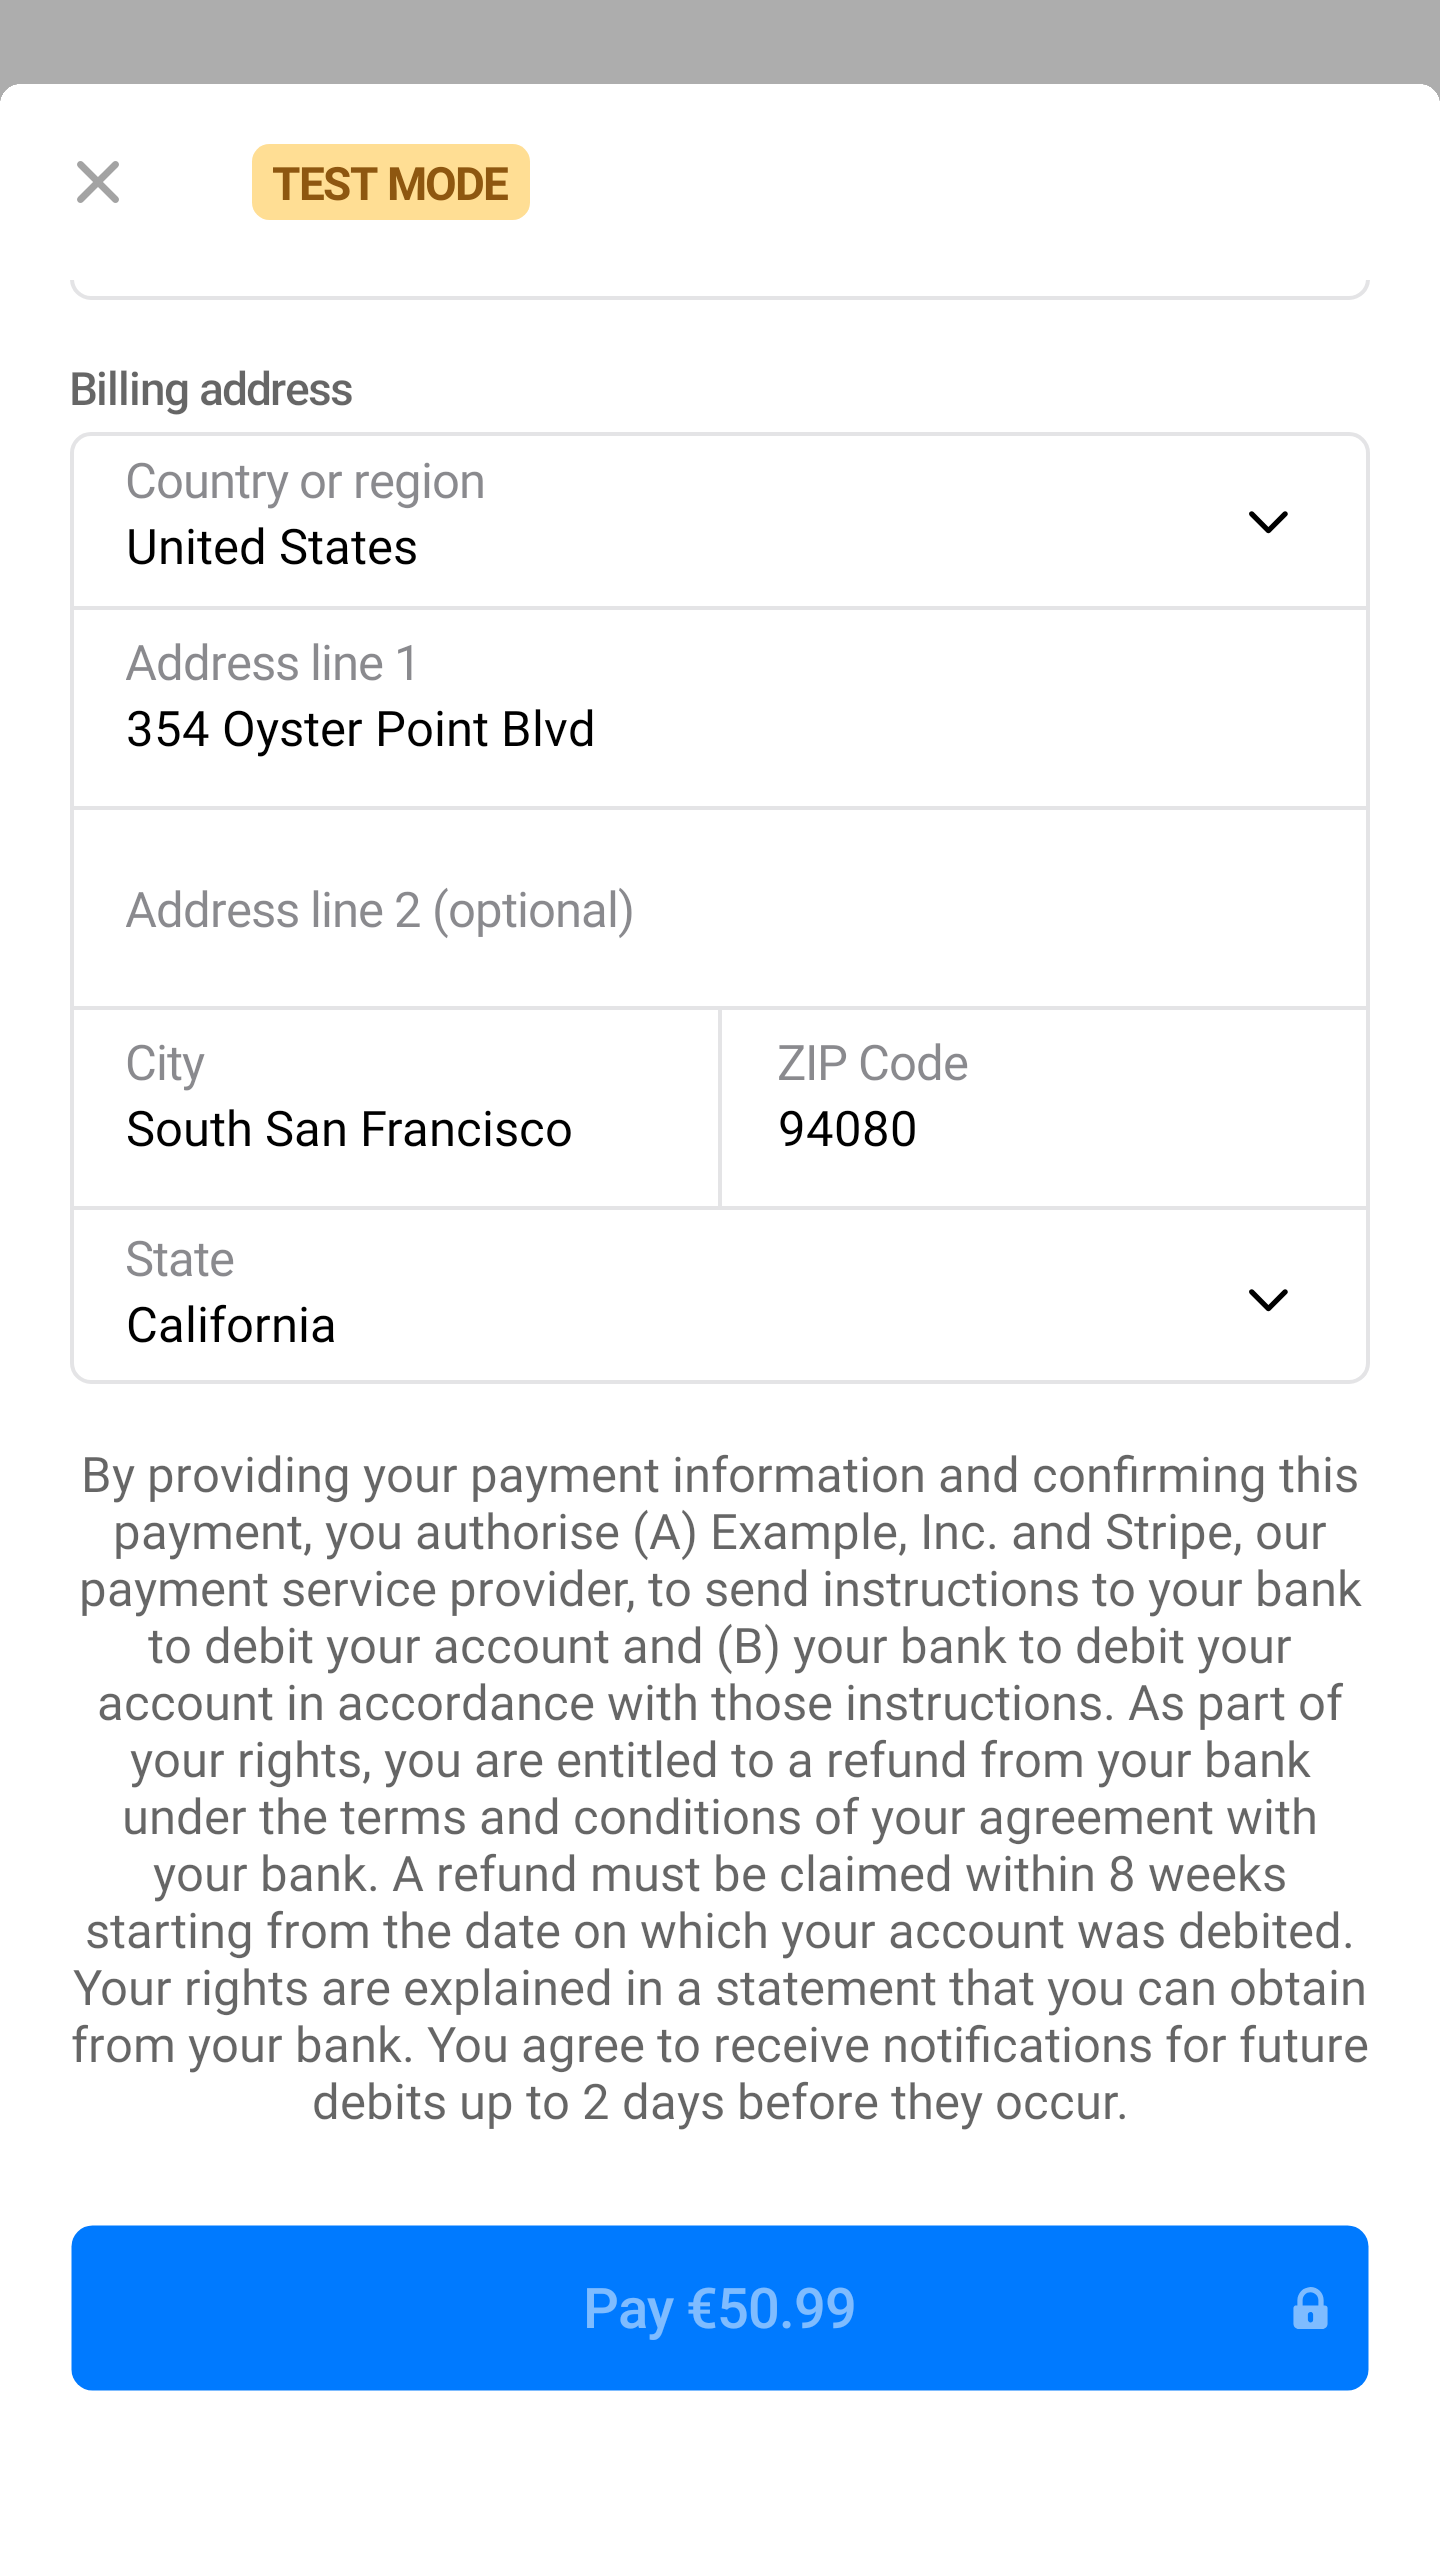 TEST MODE
Billing address
Country or region
United States
Address line 1
354 Oyster Point Blvd
Address line 2 (optional)
City
South San Francisco
ZIP Code
94080
State
California
By providing your payment information and confirming this
payment, you authorise (A) Example, Inc. and Stripe, our
payment service provider, to send instructions to your bank
to debit your account and (B) your bank to debit your
account in accordance with those instructions. As part of
your rights, you are entitled to a refund from your bank
under the terms and conditions of your agreement with
your bank. A refund must be claimed within 8 weeks
starting from the date on which your account was debited.
Your rights are explained in a statement that you can obtain
from your bank. You agree to receive notifications for future
debits up to 2 days before they occur.
Pay €50.99